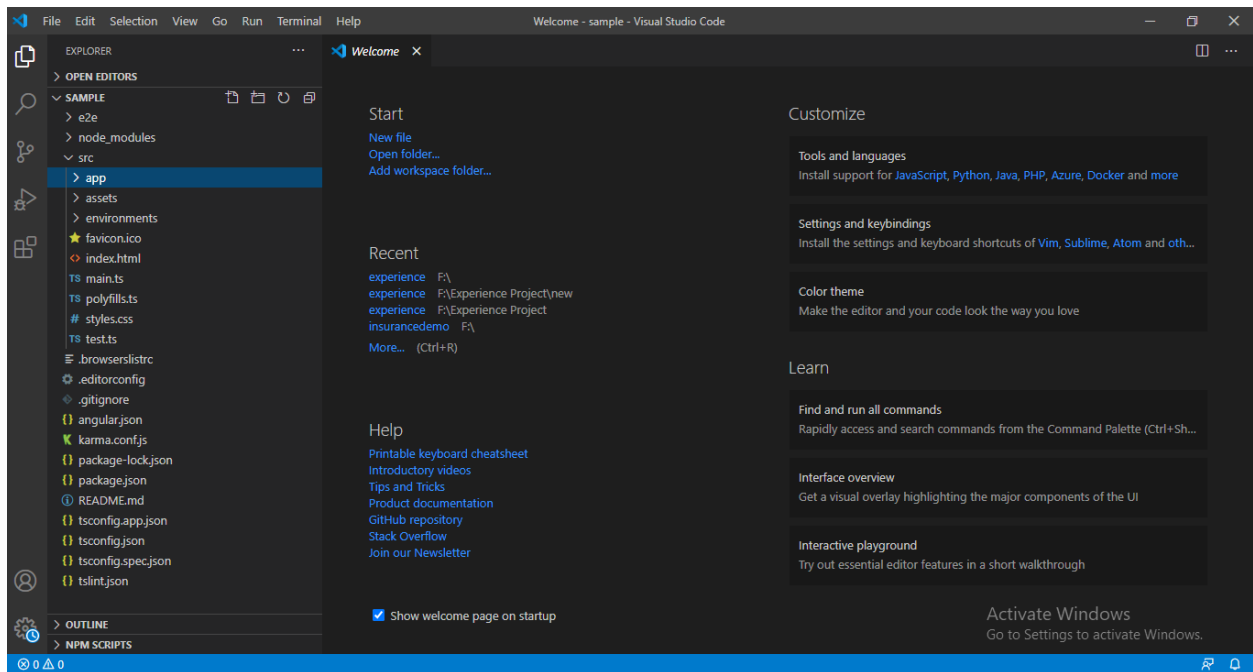 File Edit Selection View Go Run Terminal Help
Welcome - sample - Visual Studio Code
EXPLORER
OPEN EDITORS
SAMPLE
e2e
node_modules
src
app
assets
environments
favicon.ico
index.html
TS main.ts
TS polyfills.ts
# styles.css
TS test.ts
.browserslistrc
.editorconfig
.gitignore
{} angular.json
K karma.conf.js
{} package-lock.json
{} package.json
README.md
{} tsconfig.app.json
{} tsconfig.json
{} tsconfig.spec.json
{} tslint.json
OUTLINE
NPM SCRIPTS
Welcome
Start
New file
Open folder...
Add workspace folder...
Recent
experience F:\
experience F:\Experience Project\new
experience F:\Experience Project
insurancedemo F:\
More... (Ctrl+R)
Help
Printable keyboard cheatsheet
Introductory videos
Tips and Tricks
Product documentation
GitHub repository
Stack Overflow
Join our Newsletter
Show welcome page on startup
Customize
Tools and languages
Install support for JavaScript, Python, Java, PHP, Azure, Docker and more
Settings and keybindings
Install the settings and keyboard shortcuts of Vim, Sublime, Atom and oth...
Color theme
Make the editor and your code look the way you love
Learn
Find and run all commands
Rapidly access and search commands from the Command Palette (Ctrl+Sh...
Interface overview
Get a visual overlay highlighting the major components of the UI
Interactive playground
Try out essential editor features in a short walkthrough
Activate Windows
Go to Settings to activate Windows.
0 0